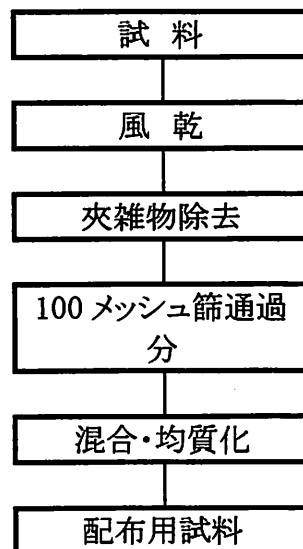 試 料
風 乾
夾雑物除去
100 メッシュ篩通過
分
混合・均質化
配布用試料